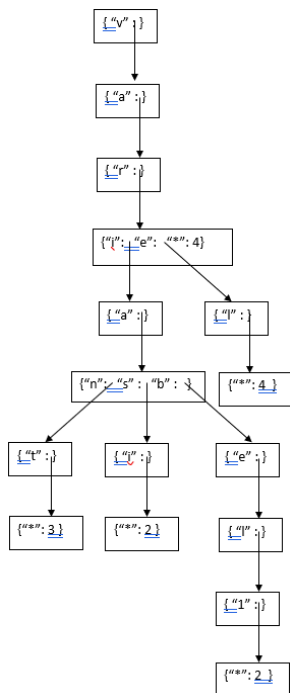 { “v” : }
{ “a” : }
{ “r” : }
{“i”: “e”: “*”: 4}
{ “a” : }
{ “l” : }
{“n”: “s” : “b” : }
{“*”: 4 }
{ “t” : }
{ “i” : }
{ “e” : }
{“*”: 3 }
{“*”: 2 }
{ “l” : }
{ “1” : }
{“*”: 2 }